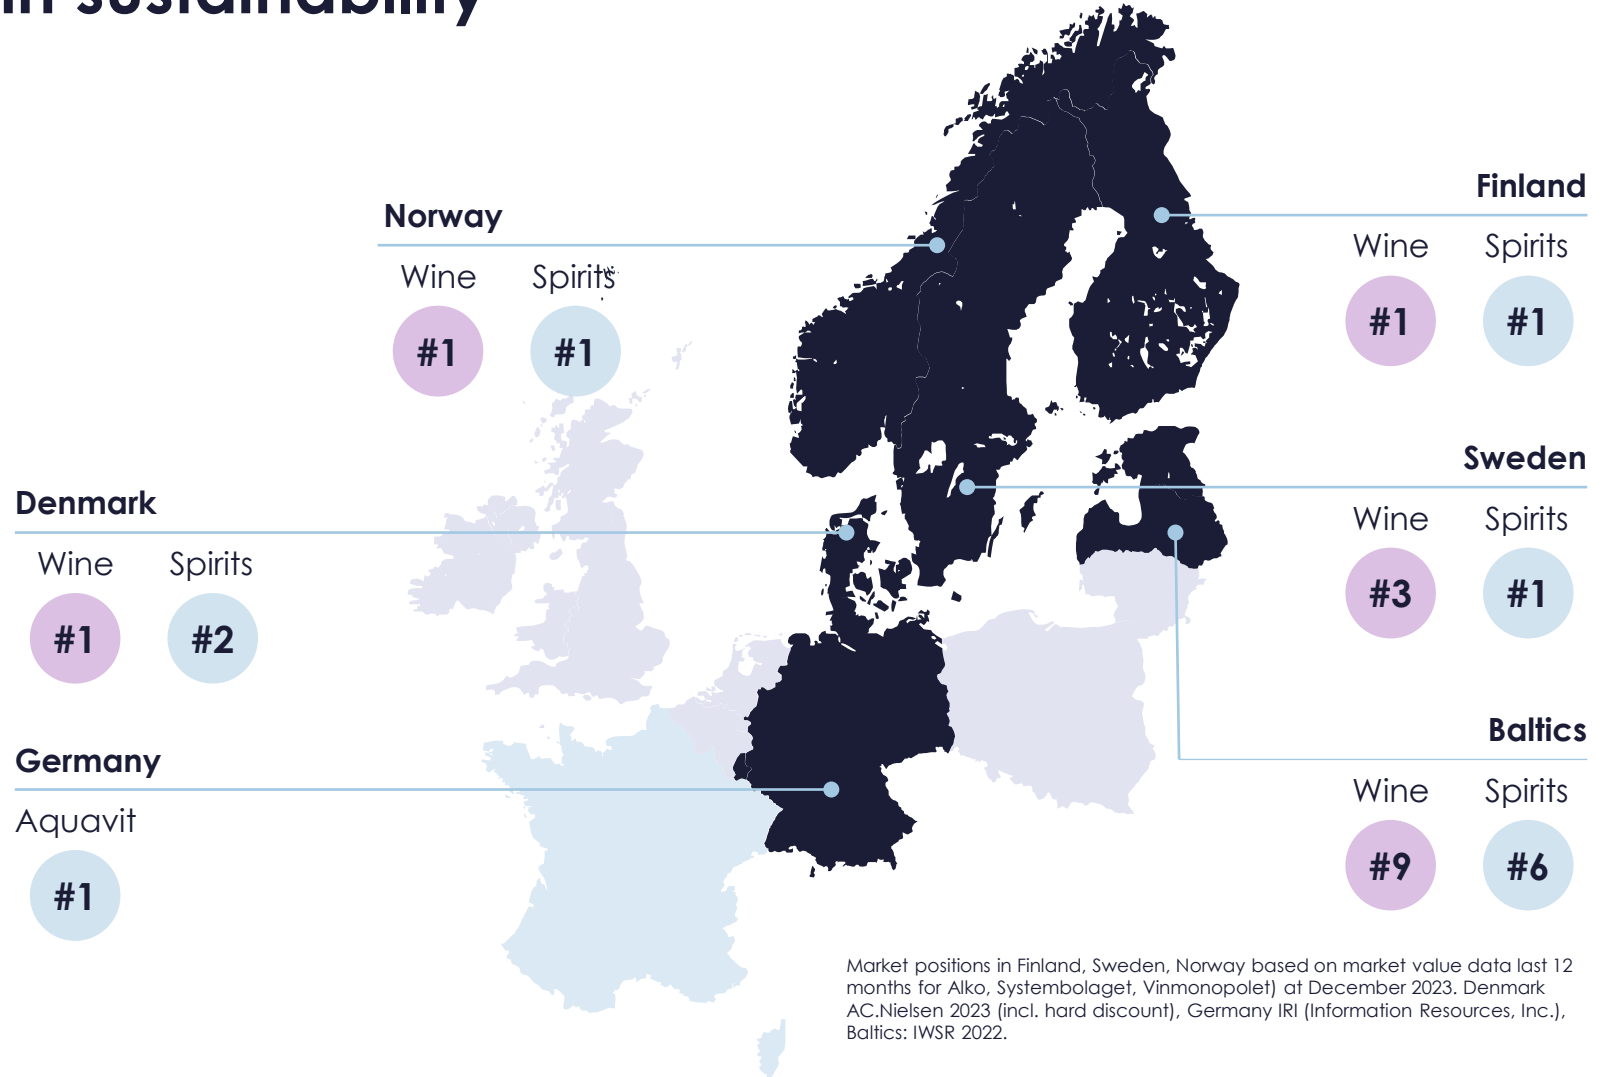 in sustainability
Norway
Wine Spirits
#1 #1
Finland
Wine Spirits
#1 #1
Denmark
Wine Spirits
#1 #2
Sweden
Wine Spirits
#3 #1
Germany
Aquavit
#1
Baltics
Wine Spirits
#9 #6
Market positions in Finland, Sweden, Norway based on market value data last 12
months for Alko, Systembolaget, Vinmonopolet) at December 2023. Denmark
AC.Nielsen 2023 (incl. hard discount), Germany IRI (Information Resources, Inc.),
Baltics: IWSR 2022.